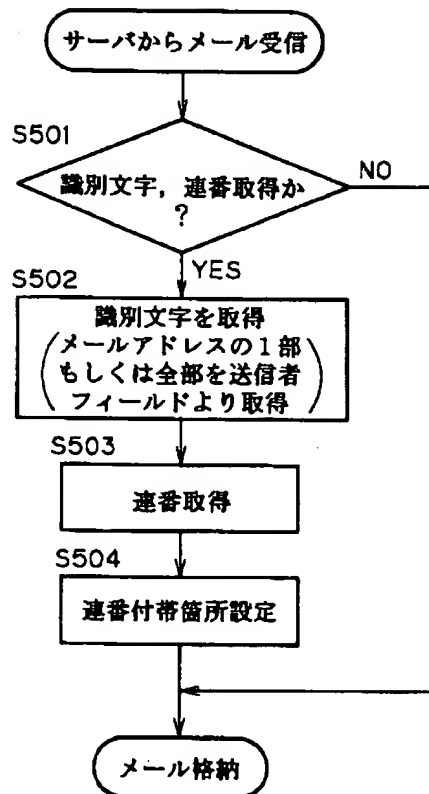 サーバからメール受信
S501
識別文字，連番取得か
?
NO
YES
S502
識別文字を取得
(メールアドレスの1部
もしくは全部を送信者
フィールドより取得)
S503
連番取得
S504
連番付帯箇所設定
メール格納